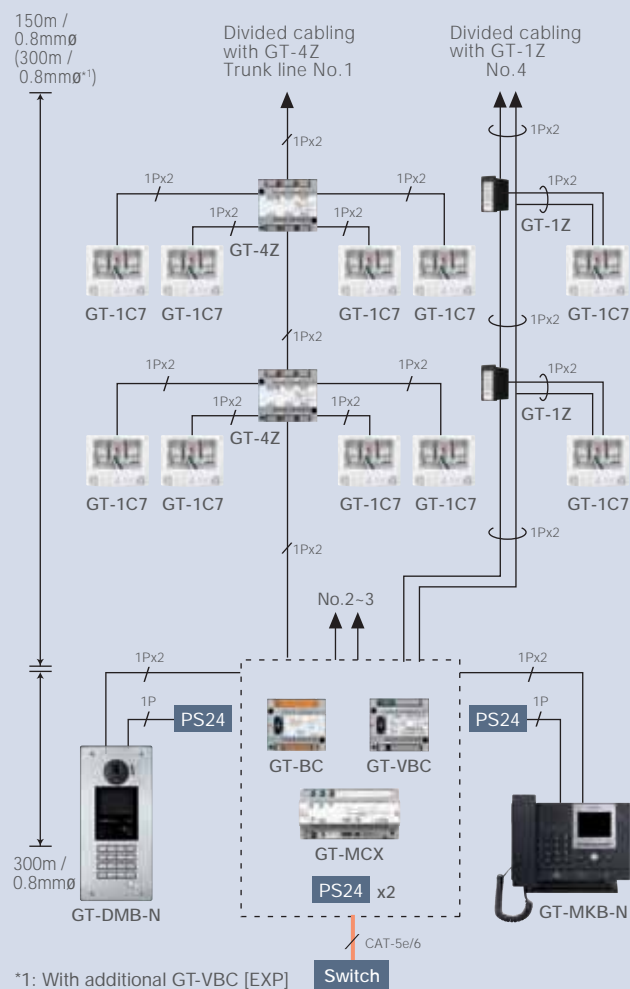 150m /
0.8mmø
(300m /
0.8mmø*1)
Divided cabling
with GT-4Z
Trunk line No.1
Divided cabling
with GT-1Z
No.4
1Px2
1Px2
1Px2
1Px2
1Px2
1Px2
GT-4Z
1Px2
1Px2
GT-1Z
GT-1C7
GT-1C7
GT-1C7
GT-1C7
GT-1C7
1Px2
1Px2
1Px2
1Px2
1Px2
1Px2
GT-4Z
1Px2
1Px2
GT-1Z
GT-1C7
GT-1C7
GT-1C7
GT-1C7
GT-1C7
1Px2
1Px2
No.2~3
1Px2
1Px2
1P
PS24
PS24
1P
GT-BC
GT-VBC
GT-MCX
PS24 x2
300m /
0.8mmø
GT-DMB-N
GT-MKB-N
CAT-5e/6
*1: With additional GT-VBC [EXP]
Switch